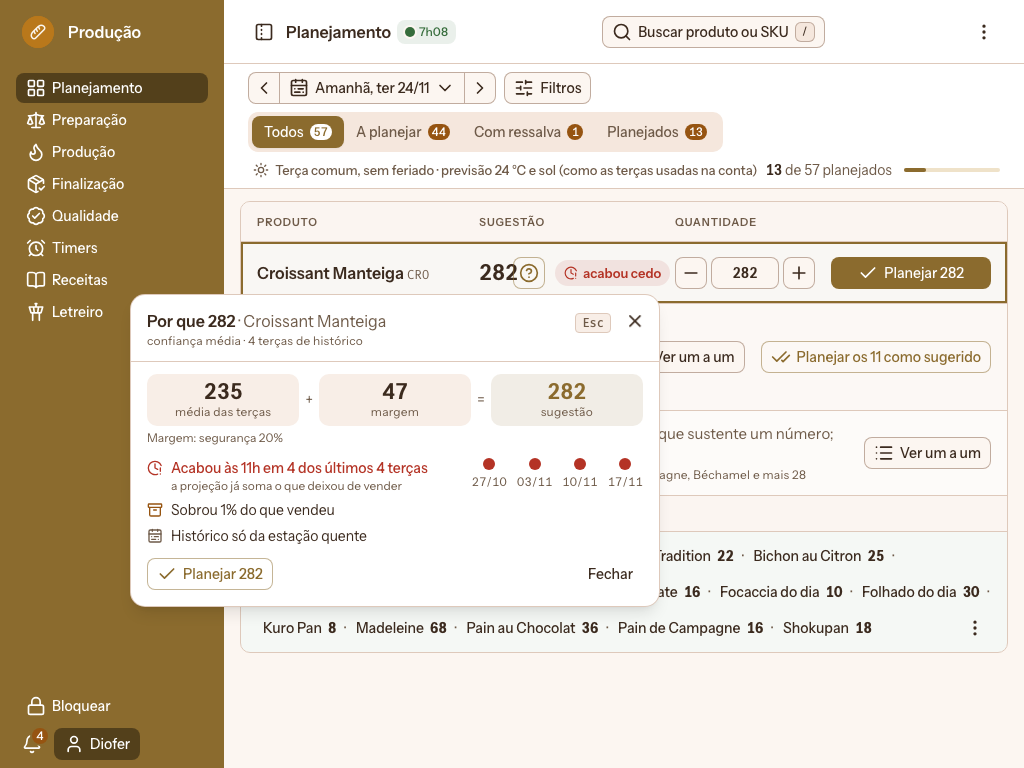 Produção
Planejamento
7h08
Buscar produto ou SKU /
Planejamento
Preparação
Produção
Finalização
Qualidade
Timers
Receitas
Letreiro
Amanhã, ter 24/11
Filtros
Todos 57
A planejar 44
Com ressalva 1
Planejados 13
Terça comum, sem feriado · previsão 24 °C e sol (como as terças usadas na conta)
13 de 57 planejados
PRODUTO SUGESTÃO QUANTIDADE
Croissant Manteiga CRO 282 ? acabou cedo 282 Planejar 282
Por que 282 · Croissant Manteiga Esc
confiança média · 4 terças de histórico
235 + 47 = 282
média das terças margem sugestão
Margem: segurança 20%
Acabou às 11h em 4 dos últimos 4 terças
a projeção já soma o que deixou de vender
27/10 03/11 10/11 17/11
Sobrou 1% do que vendeu
Histórico só da estação quente
Planejar 282
Fechar
er um a um
Planejar os 11 como sugerido
que sustente um número;
agne, Béchamel e mais 28
Ver um a um
radition 22 · Bichon au Citron 25 ·
ate 16 · Focaccia do dia 10 · Folhado do dia 30 ·
Kuro Pan 8 · Madeleine 68 · Pain au Chocolat 36 · Pain de Campagne 16 · Shokupan 18
Bloquear
4
Diofer